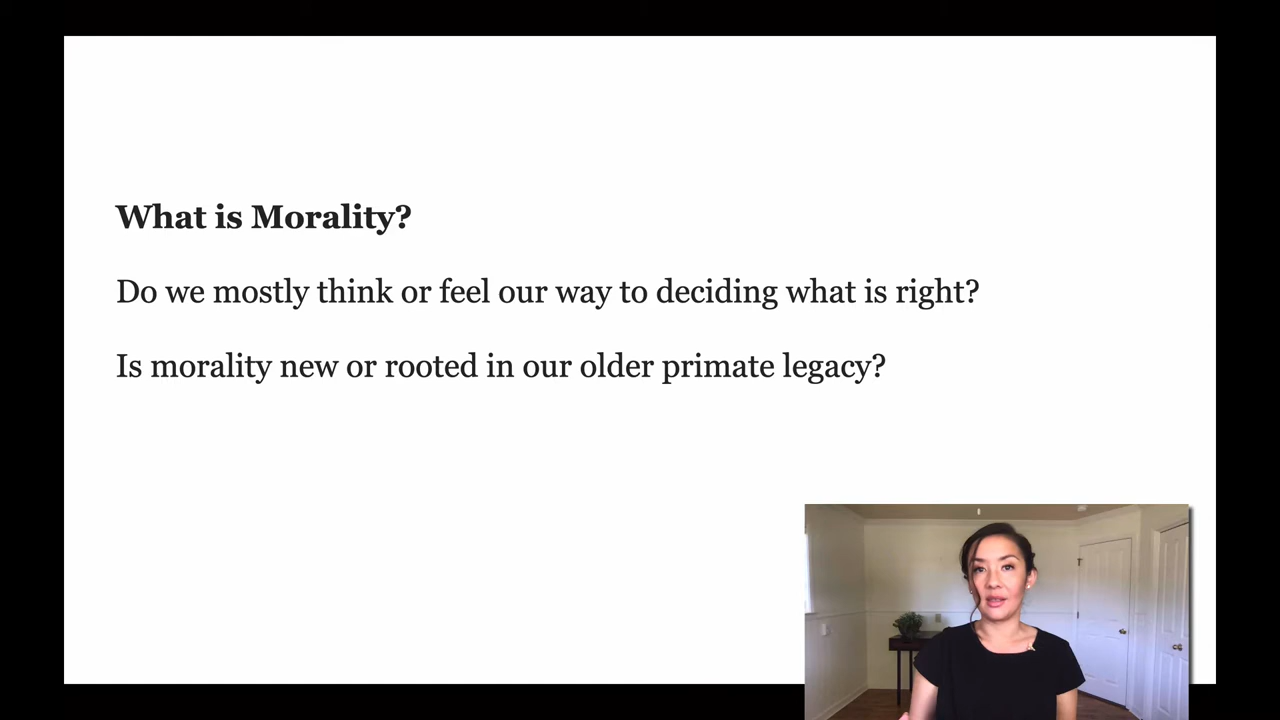 What is Morality?
Do we mostly think or feel our way to deciding what is right?
Is morality new or rooted in our older primate legacy?